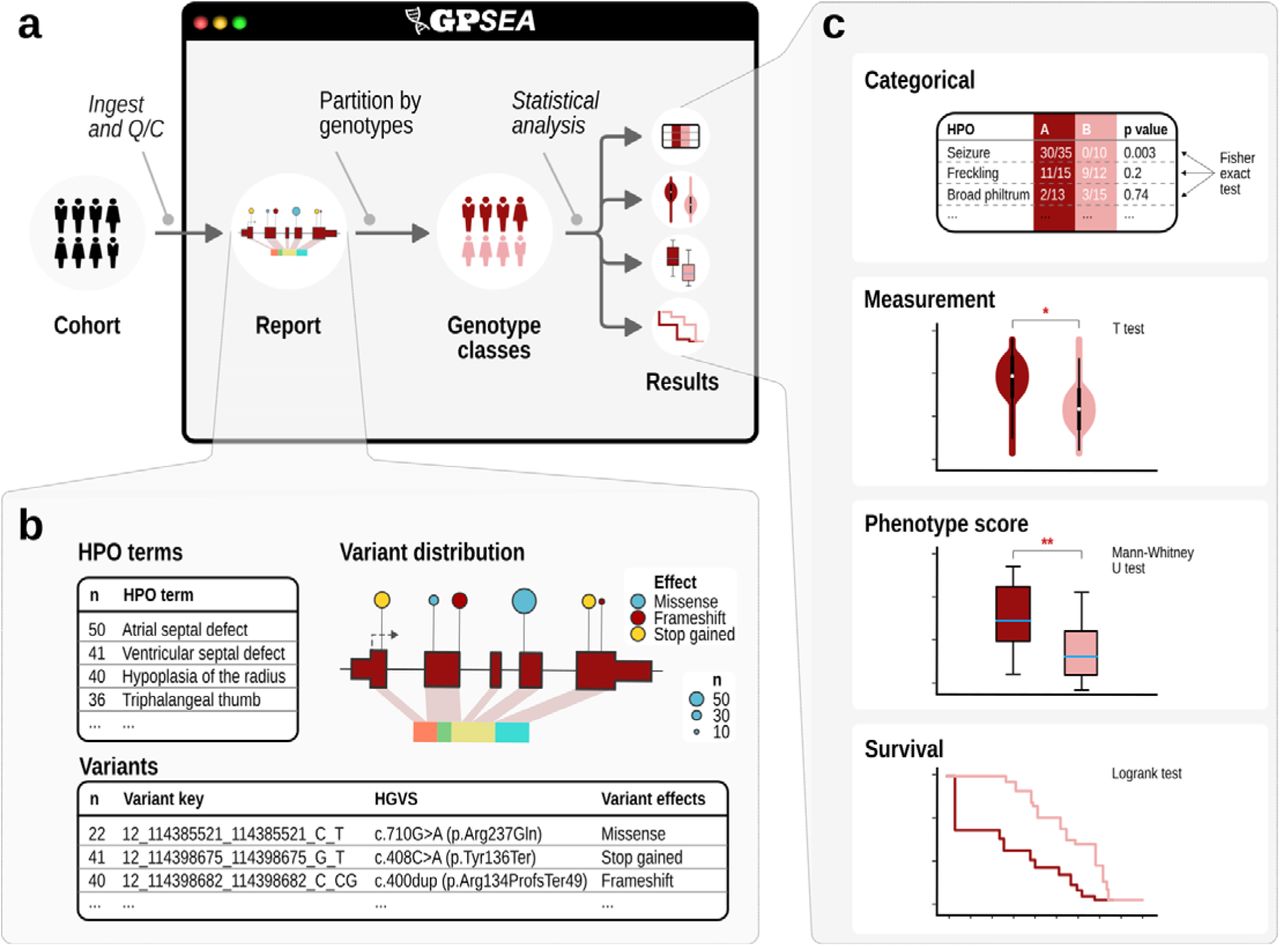 a
GPSEA
Ingest
and Q/C
Partition by
genotypes
Statistical
analysis
Cohort
Report
Genotype
classes
Results
b
HPO terms
n HPO term
50 Atrial septal defect
41 Ventricular septal defect
40 Hypoplasia of the radius
36 Triphalangeal thumb
... ...
Variant distribution
Effect
Missense
Frameshift
Stop gained
n
50
30
10
Variants
n Variant key HGVS Variant effects
22 12_114385521_114385521_C_T c.710G>A (p.Arg237Gln) Missense
41 12_114398675_114398675_G_T c.408C>A (p.Tyr136Ter) Stop gained
40 12_114398682_114398682_C_CG c.400dup (p.Arg134ProfsTer49) Frameshift
... ... ... ...
c
Categorical
HPO A B p value
Seizure 30/35 0/10 0.003
Freckling 11/15 9/12 0.2
Broad philtrum 2/13 3/15 0.74
... ... ... ...
Fisher
exact
test
Measurement
*
T test
Phenotype score
**
Mann-Whitney
U test
Survival
Logrank test